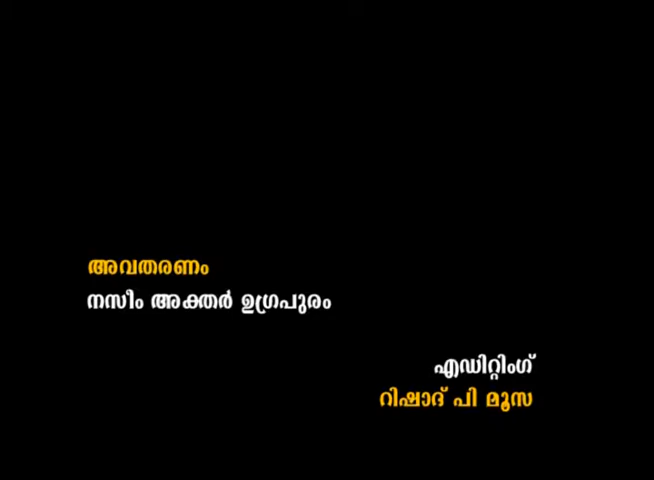 അവതരണം
നസീം അക്തർ ഉഗ്രപുരം
എഡിറ്റിംഗ്
റിഷാദ് പി മൂസ